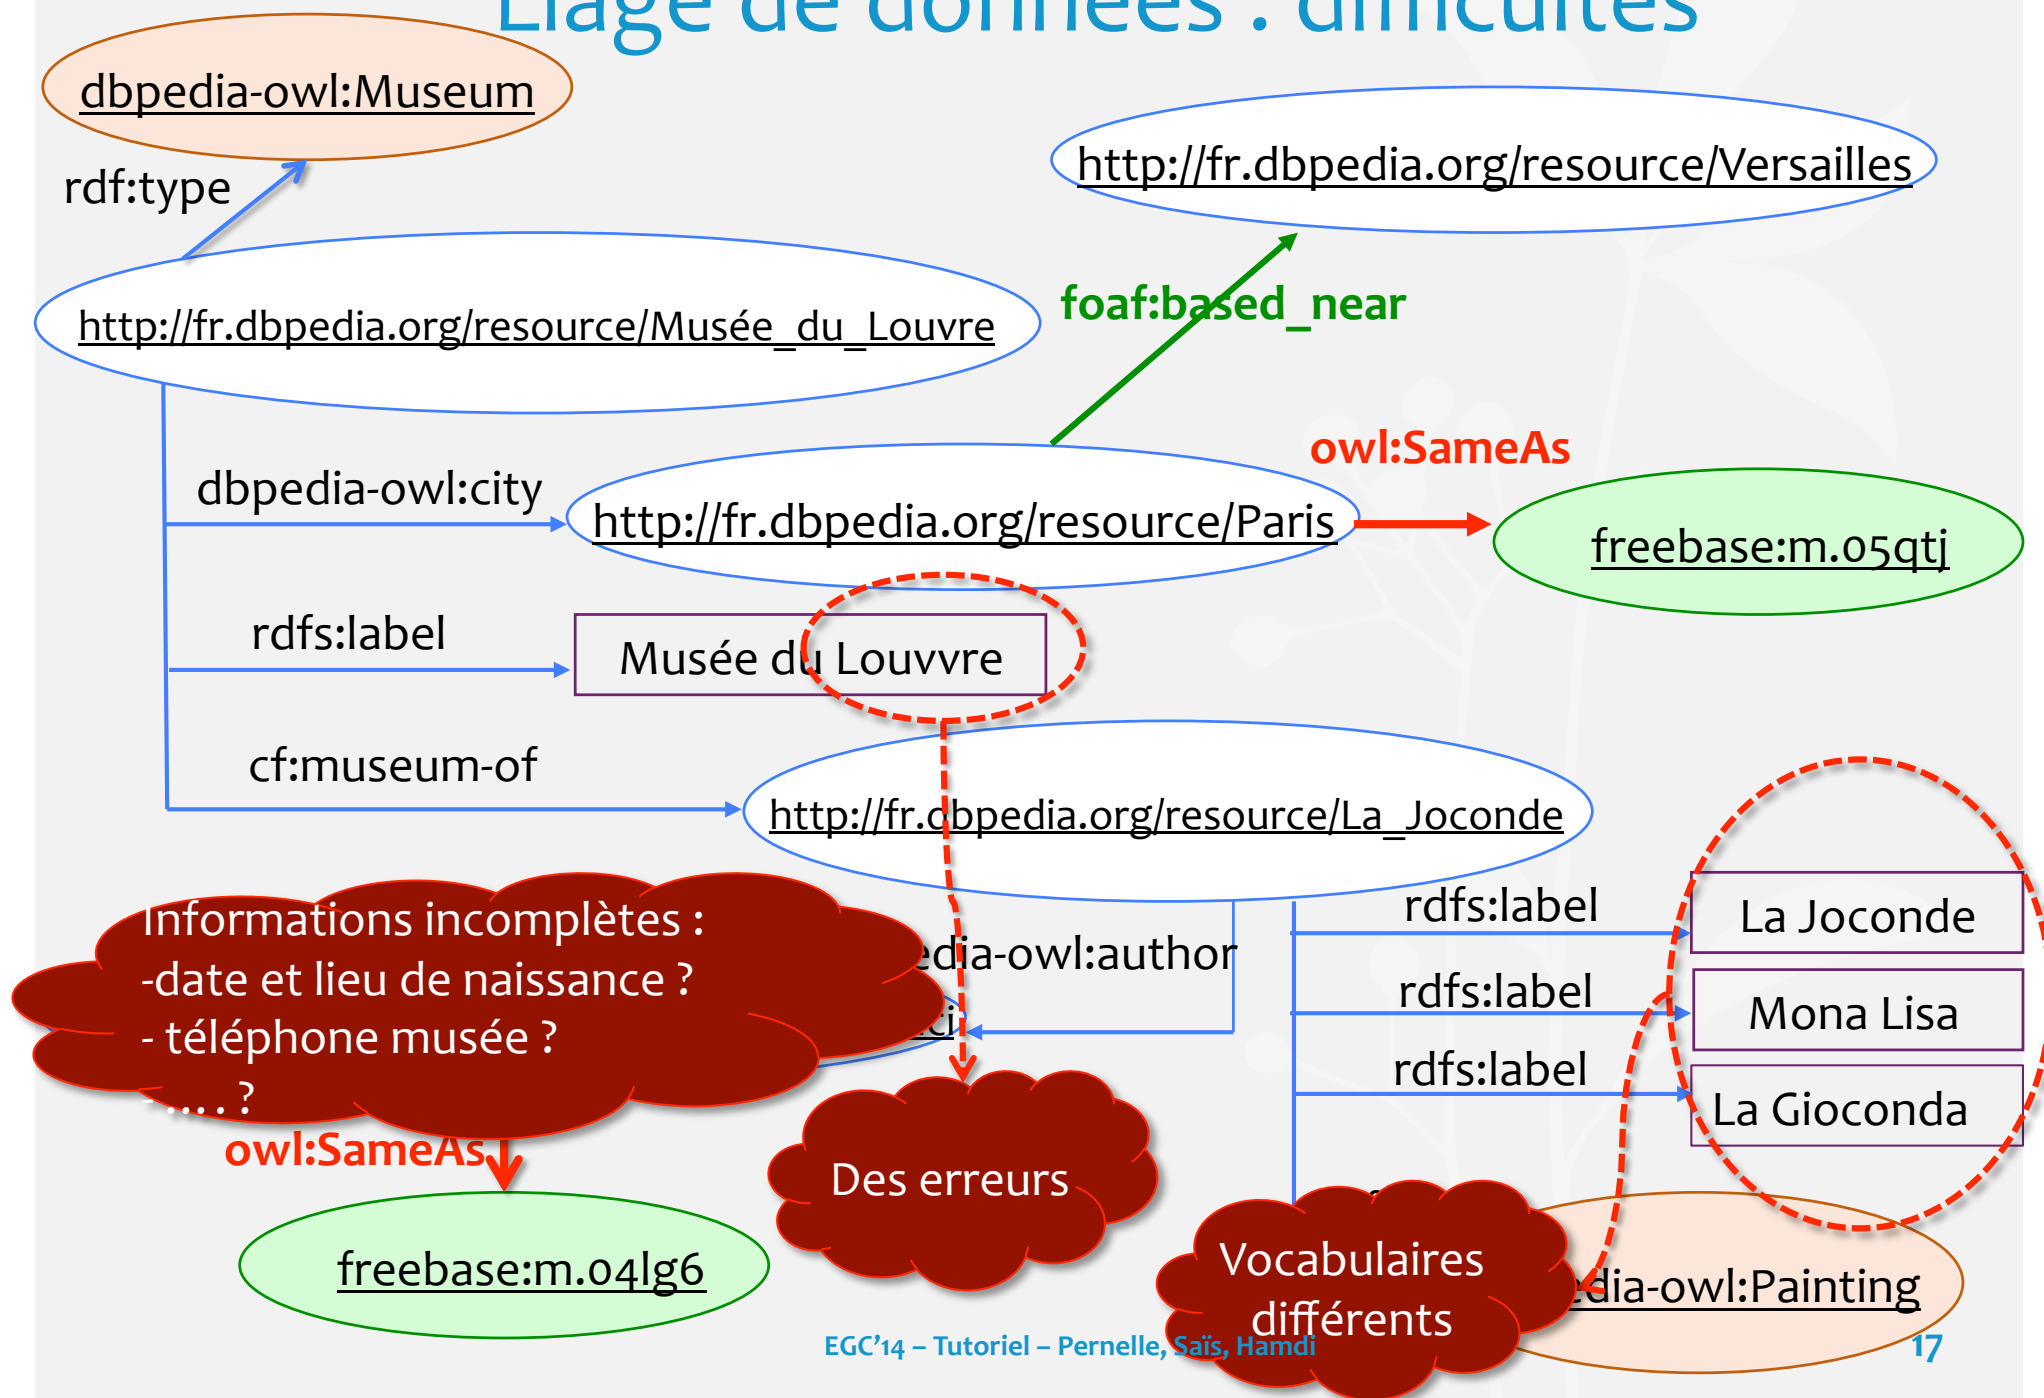 Liage de données : difficultés
dbpedia-owl:Museum
rdf:type
http://fr.dbpedia.org/resource/Versailles
http://fr.dbpedia.org/resource/Musée_du_Louvre
foaf:based_near
owl:SameAs
dbpedia-owl:city
http://fr.dbpedia.org/resource/Paris
freebase:m.05qtj
rdfs:label
Musée du Louvvre
cf:museum-of
http://fr.dbpedia.org/resource/La_Joconde
Informations incomplètes :
-date et lieu de naissance ?
- téléphone musée ?
- .... ?
edia-owl:author
ci
rdfs:label
La Joconde
rdfs:label
Mona Lisa
rdfs:label
La Gioconda
owl:SameAs
freebase:m.04lg6
Des erreurs
Vocabulaires
différents
edia-owl:Painting
EGC'14 – Tutoriel – Pernelle, Saïs, Hamdi
17